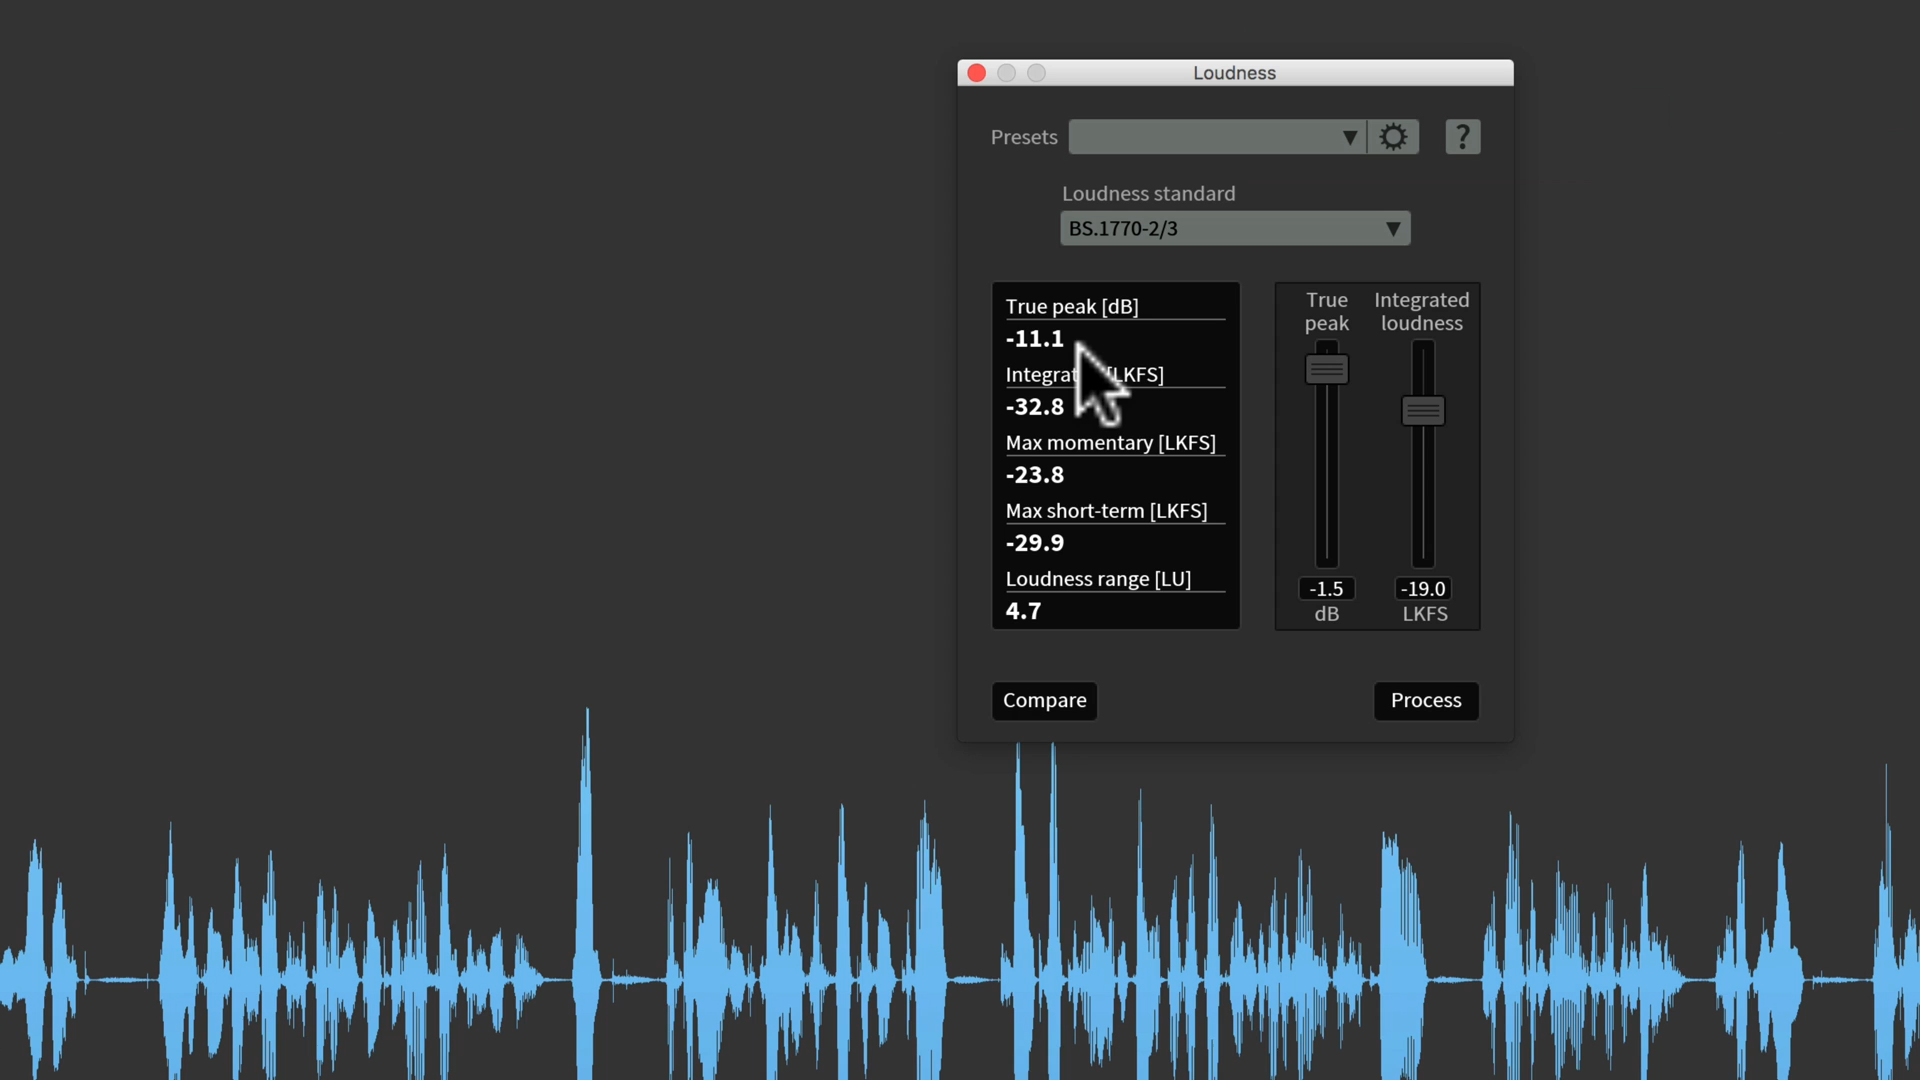 Loudness
Presets
?
Loudness standard
BS.1770-2/3
True peak [dB]
-11.1
[LKFS]
-32.8
Max momentary [LKFS]
-23.8
Max short-term [LKFS]
-29.9
Loudness range [LU]
4.7
True peak
Integrated loudness
-1.5
dB
-19.0
LKFS
Compare
Process